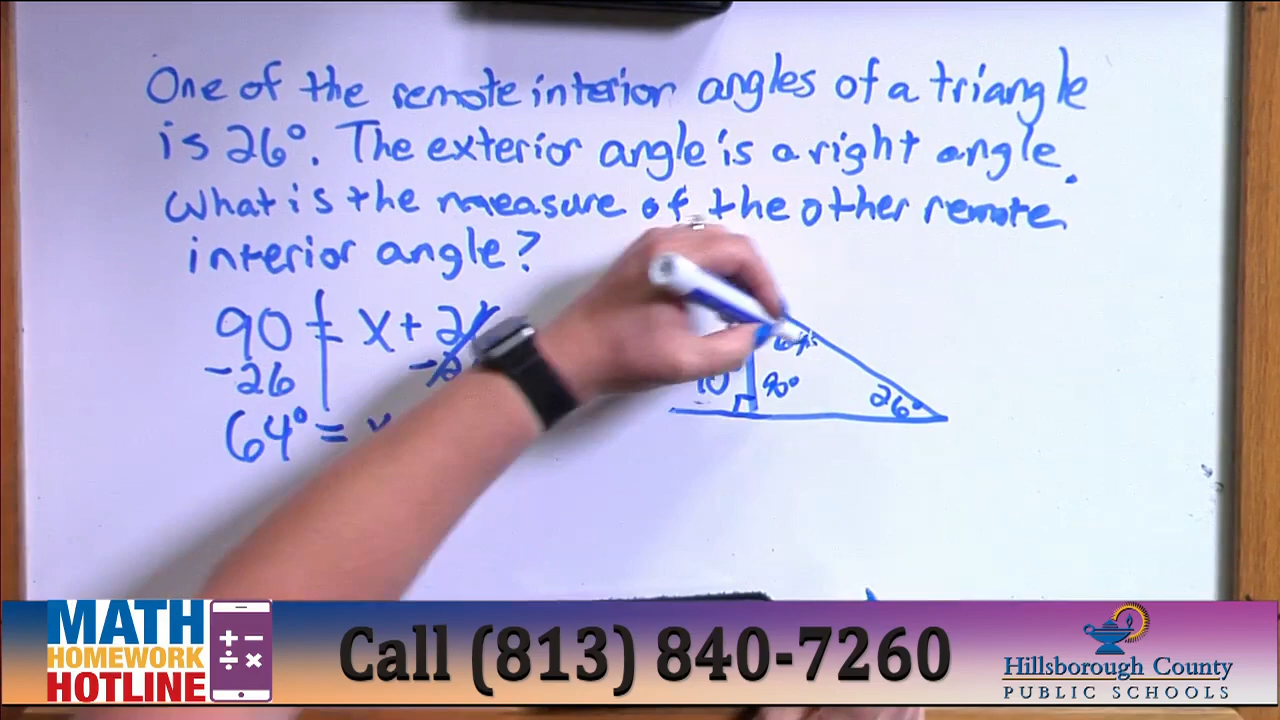 One of the remote interior angles of a triangle
is 26°. The exterior angle is a right angle.
What is the measure of the other remote
interior angle?
90 = x + 2
-26
64° =
90°
26°
MATH
HOMEWORK
HOTLINE
+ −
÷ ×
Call (813) 840-7260
Hillsborough County
PUBLIC SCHOOLS